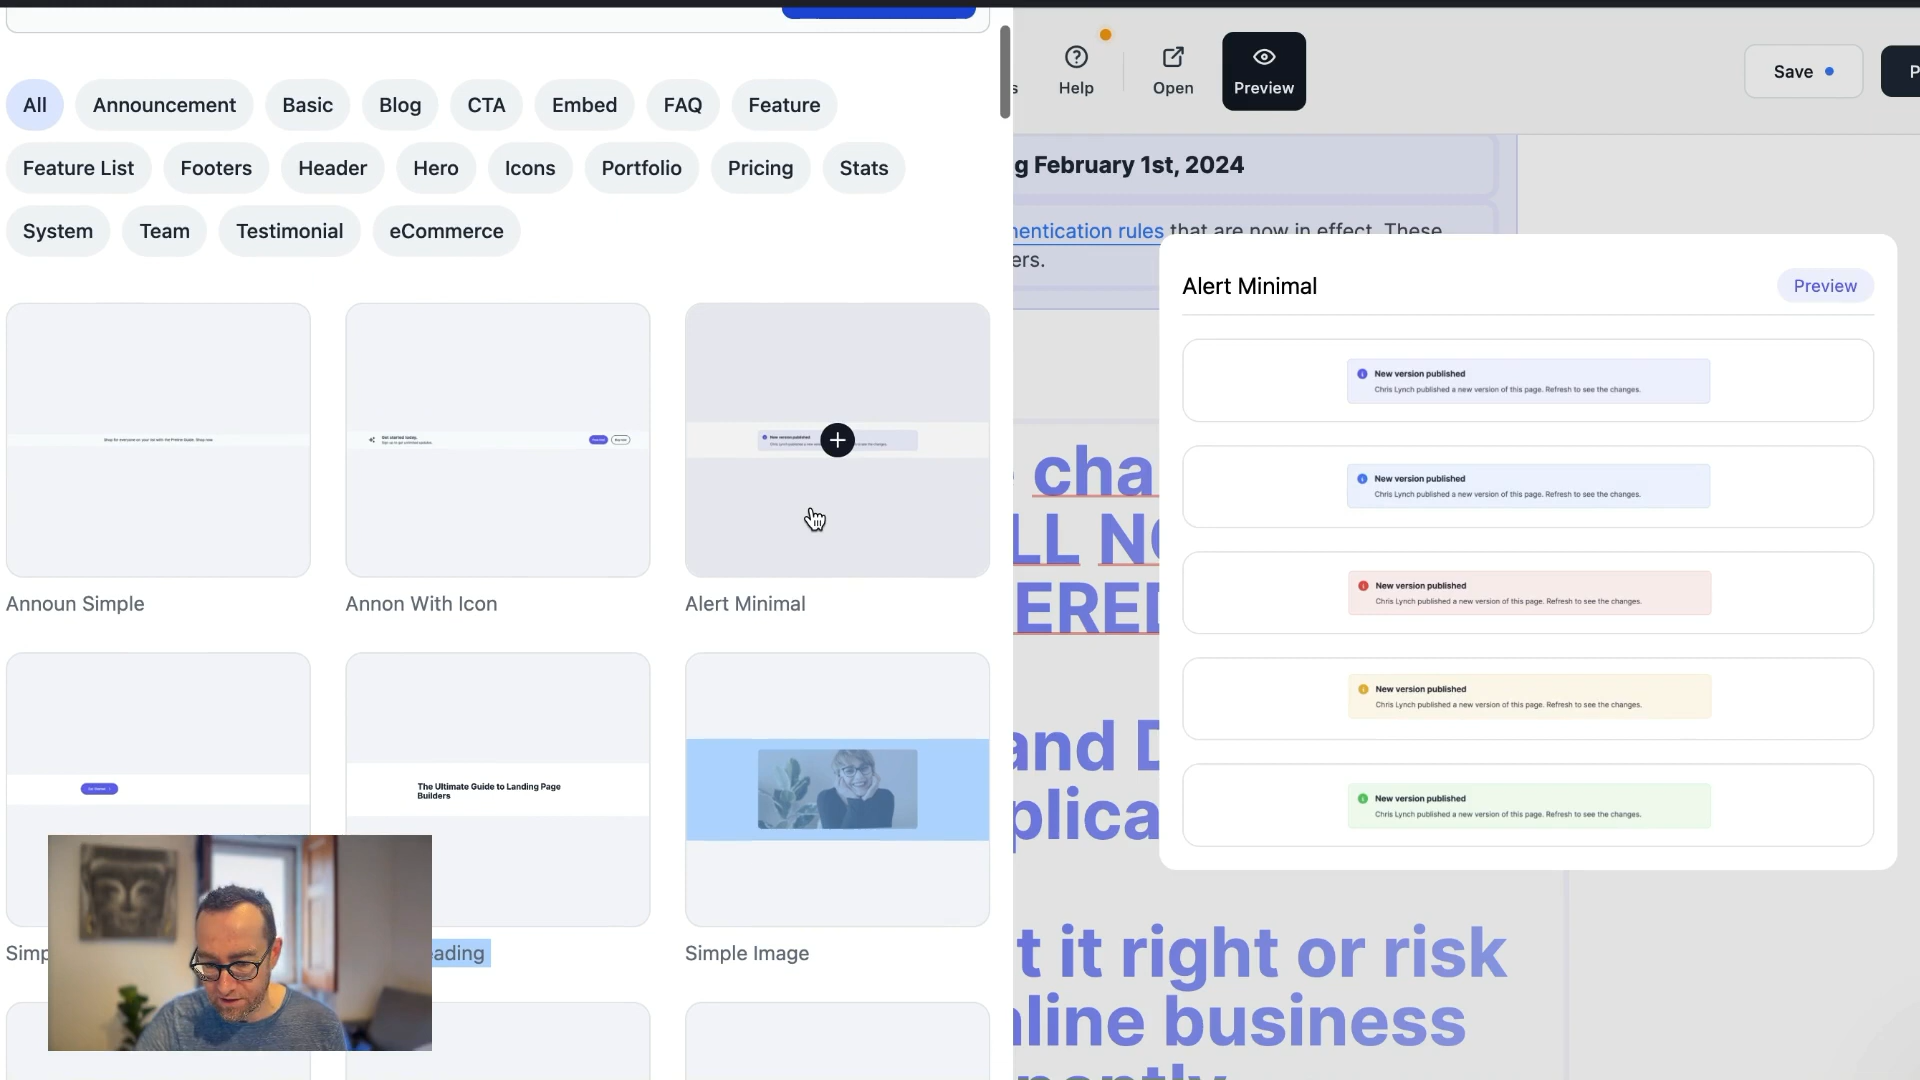 All
Announcement
Basic
Blog
CTA
Embed
FAQ
Feature
Feature List
Footers
Header
Hero
Icons
Portfolio
Pricing
Stats
System
Team
Testimonial
eCommerce
Announ Simple
Get started today.
Annon With Icon
New version published
Alert Minimal
The Ultimate Guide to Landing Page
Builders
Simp
eading
Simple Image
s
Help
Open
Preview
Save
P
g February 1st, 2024
nentication rules that are now in effect. These
ers.
cha
LL NO
ERED
and D
plica
t it right or risk
nline business
Alert Minimal
Preview
New version published
Chris Lynch published a new version of this page. Refresh to see the changes.
New version published
Chris Lynch published a new version of this page. Refresh to see the changes.
New version published
Chris Lynch published a new version of this page. Refresh to see the changes.
New version published
Chris Lynch published a new version of this page. Refresh to see the changes.
New version published
Chris Lynch published a new version of this page. Refresh to see the changes.